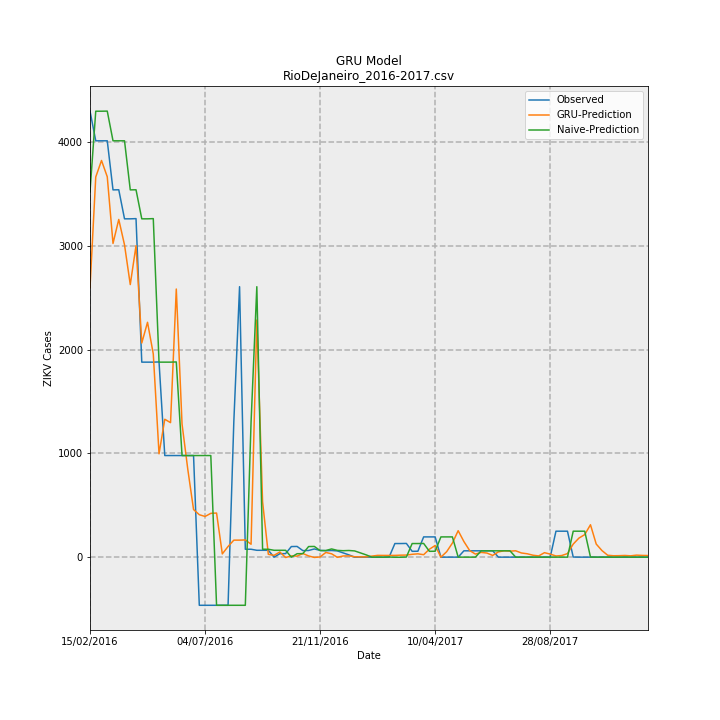 GRU Model
RioDeJaneiro_2016-2017.csv
Observed
GRU-Prediction
Naive-Prediction
ZIKV Cases
4000
3000
2000
1000
0
15/02/2016 04/07/2016 21/11/2016 10/04/2017 28/08/2017
Date